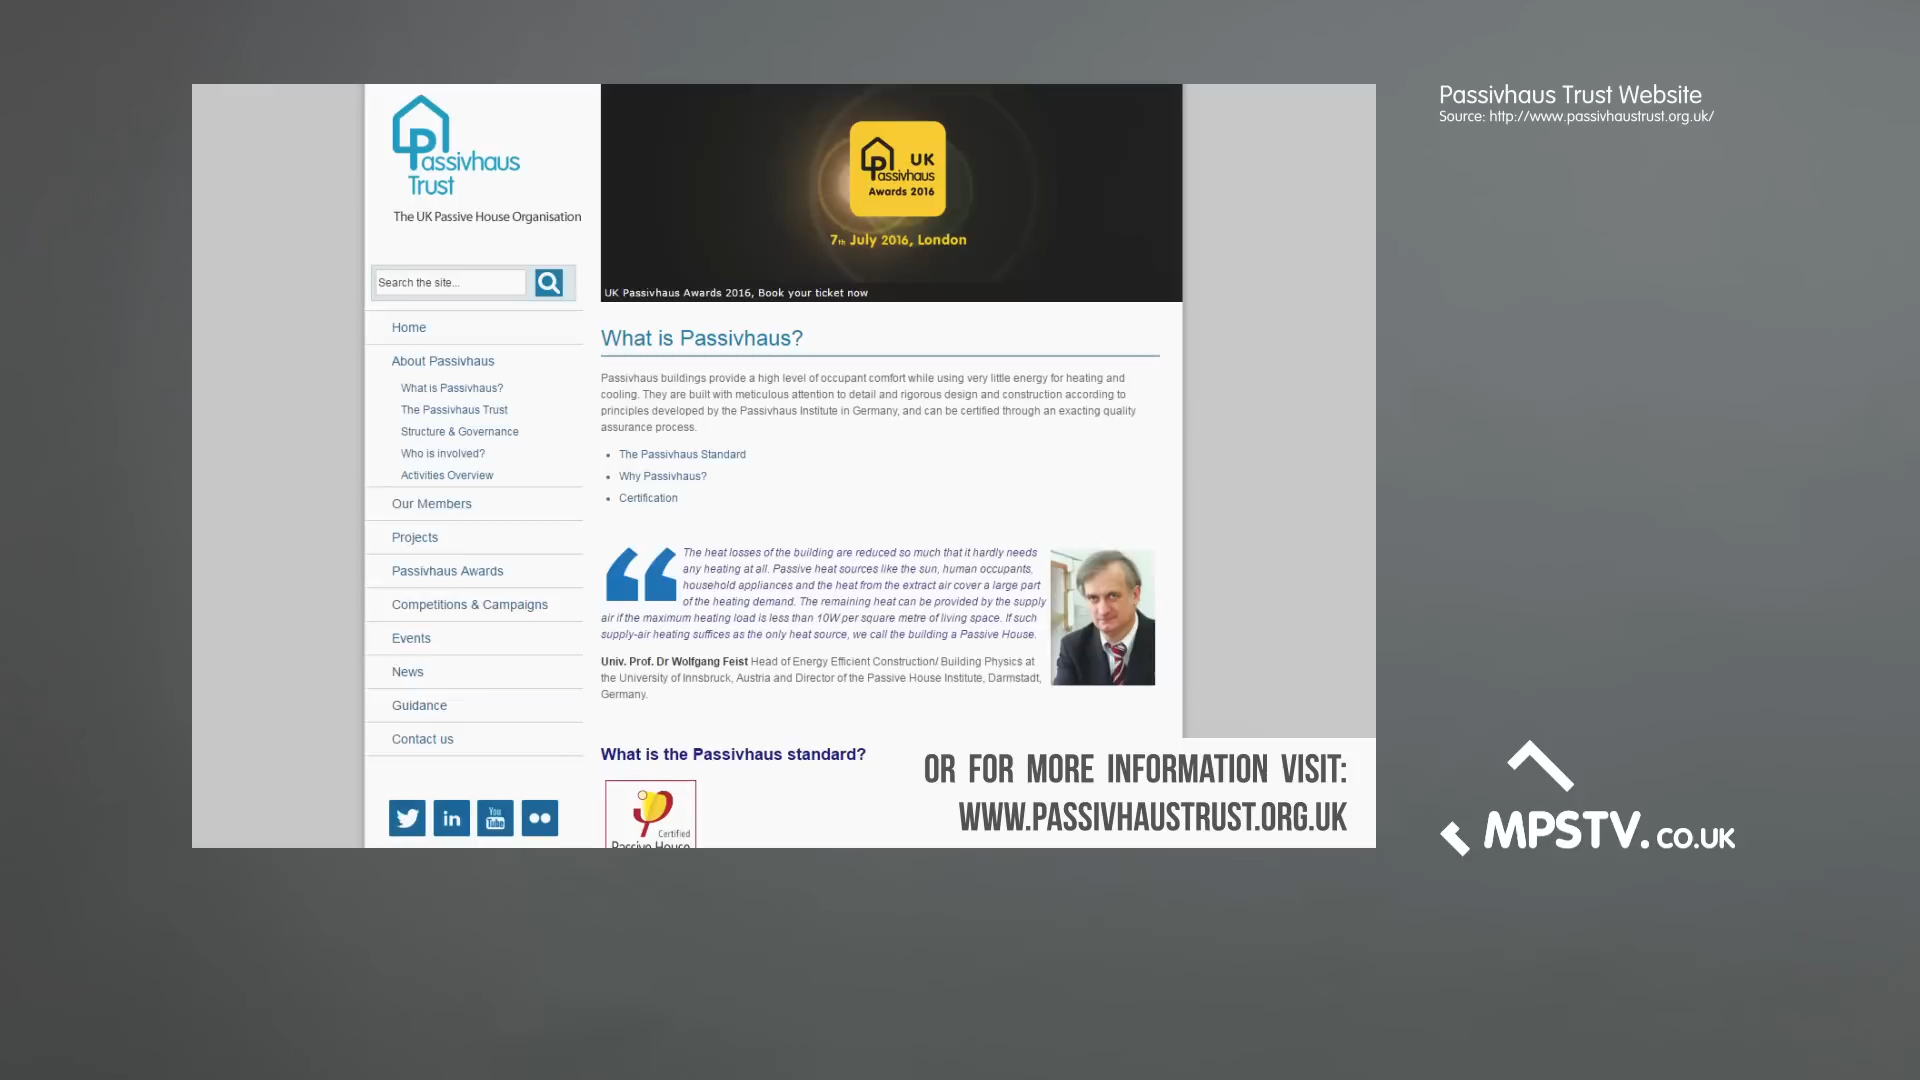 Passivhaus Trust Website
Source: http://www.passivhaustrust.org.uk/
Passivhaus
Trust
The UK Passive House Organisation
Search the site...
Home
About Passivhaus
What is Passivhaus?
The Passivhaus Trust
Structure & Governance
Who is involved?
Activities Overview
Our Members
Projects
Passivhaus Awards
Competitions & Campaigns
Events
News
Guidance
Contact us
in
You
Tube
UK
Passivhaus
Awards 2016
7th July 2016, London
UK Passivhaus Awards 2016, Book your ticket now
What is Passivhaus?
Passivhaus buildings provide a high level of occupant comfort while using very little energy for heating and
cooling. They are built with meticulous attention to detail and rigorous design and construction according to
principles developed by the Passivhaus Institute in Germany, and can be certified through an exacting quality
assurance process.
• The Passivhaus Standard
• Why Passivhaus?
• Certification
“The heat losses of the building are reduced so much that it hardly needs
any heating at all. Passive heat sources like the sun, human occupants,
household appliances and the heat from the extract air cover a large part
of the heating demand. The remaining heat can be provided by the supply
air if the maximum heating load is less than 10W per square metre of living space. If such
supply-air heating suffices as the only heat source, we call the building a Passive House.
Univ. Prof. Dr Wolfgang Feist Head of Energy Efficient Construction/ Building Physics at
the University of Innsbruck, Austria and Director of the Passive House Institute, Darmstadt,
Germany.
What is the Passivhaus standard?
Certified
Passive House
OR FOR MORE INFORMATION VISIT:
WWW.PASSIVHAUSTRUST.ORG.UK
MPSTV.CO.UK